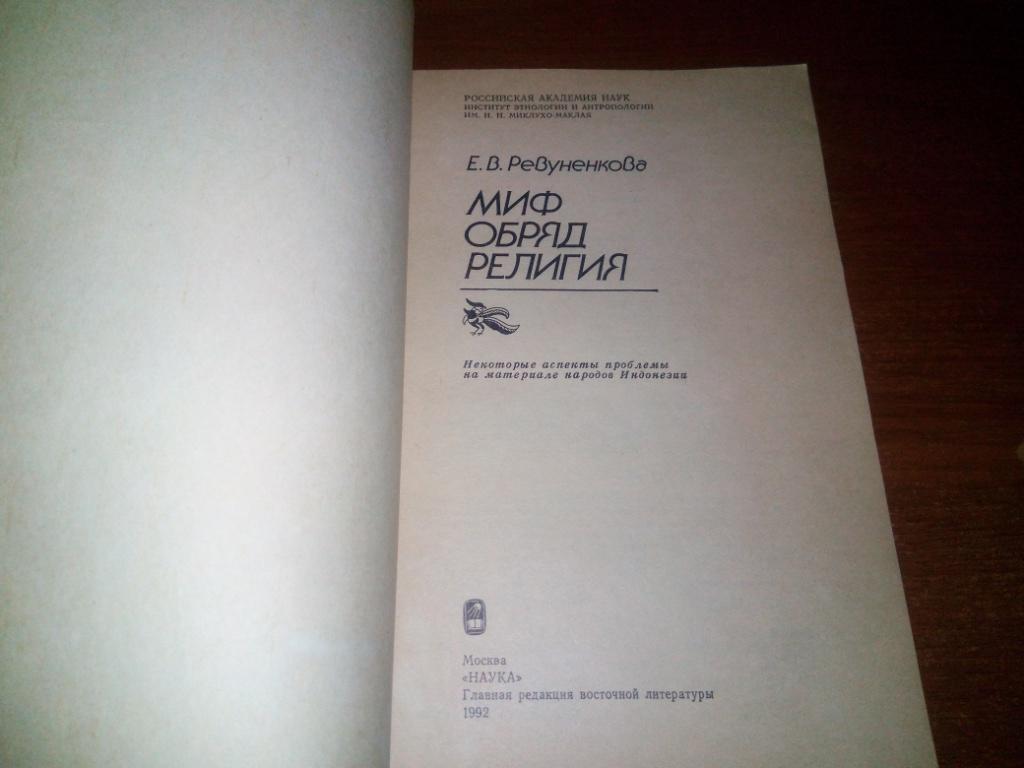 РОССИЙСКАЯ АКАДЕМИЯ НАУК
ИНСТИТУТ ЭТНОЛОГИИ И АНТРОПОЛОГИИ
ИМ. Н. Н. МИКЛУХО-МАКЛАЯ
Е. В. Ревуненкова
МИФ
ОБРЯД
РЕЛИГИЯ
Некоторые аспекты проблемы
на материале народов Индонезии
Москва
«НАУКА»
Главная редакция восточной литературы
1992